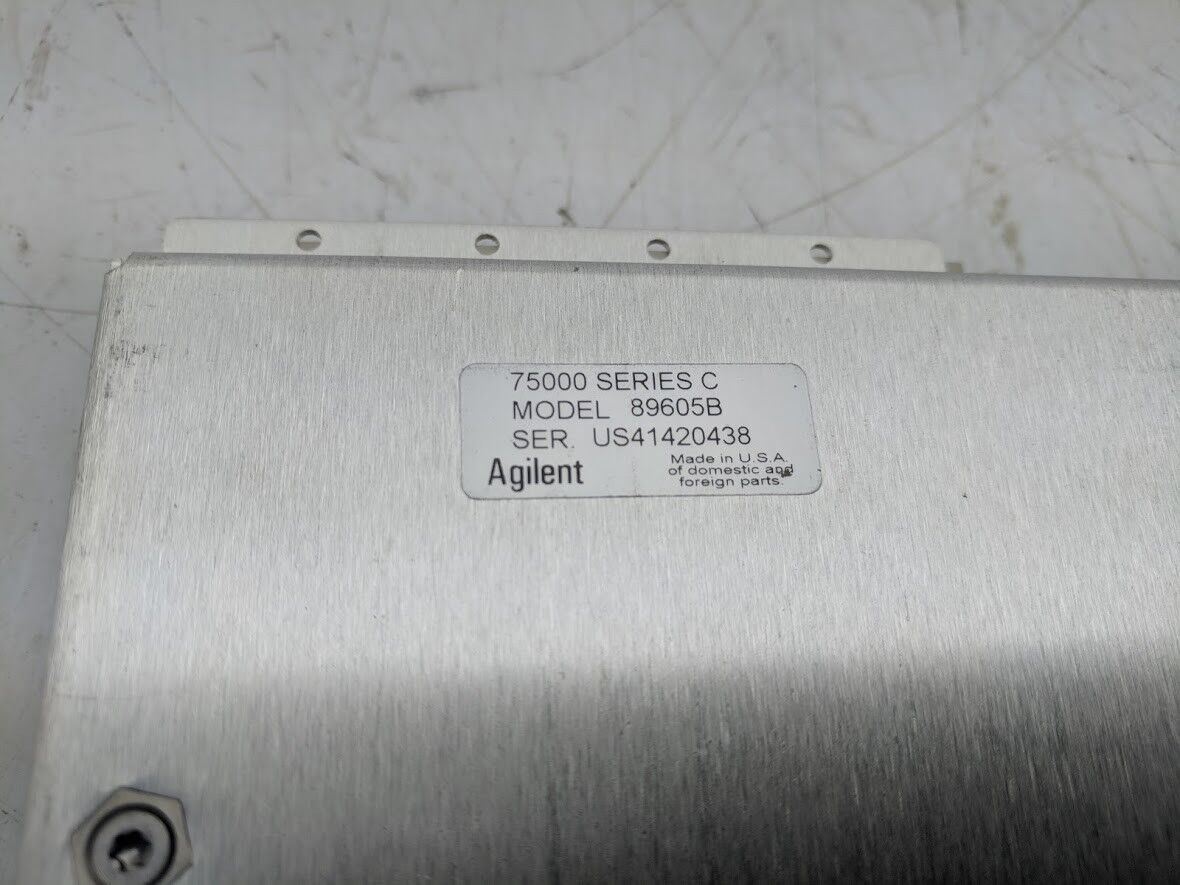 75000 SERIES C
MODEL 89605B
SER. US41420438
Agilent
Made in U.S.A.
of domestic and
foreign parts.